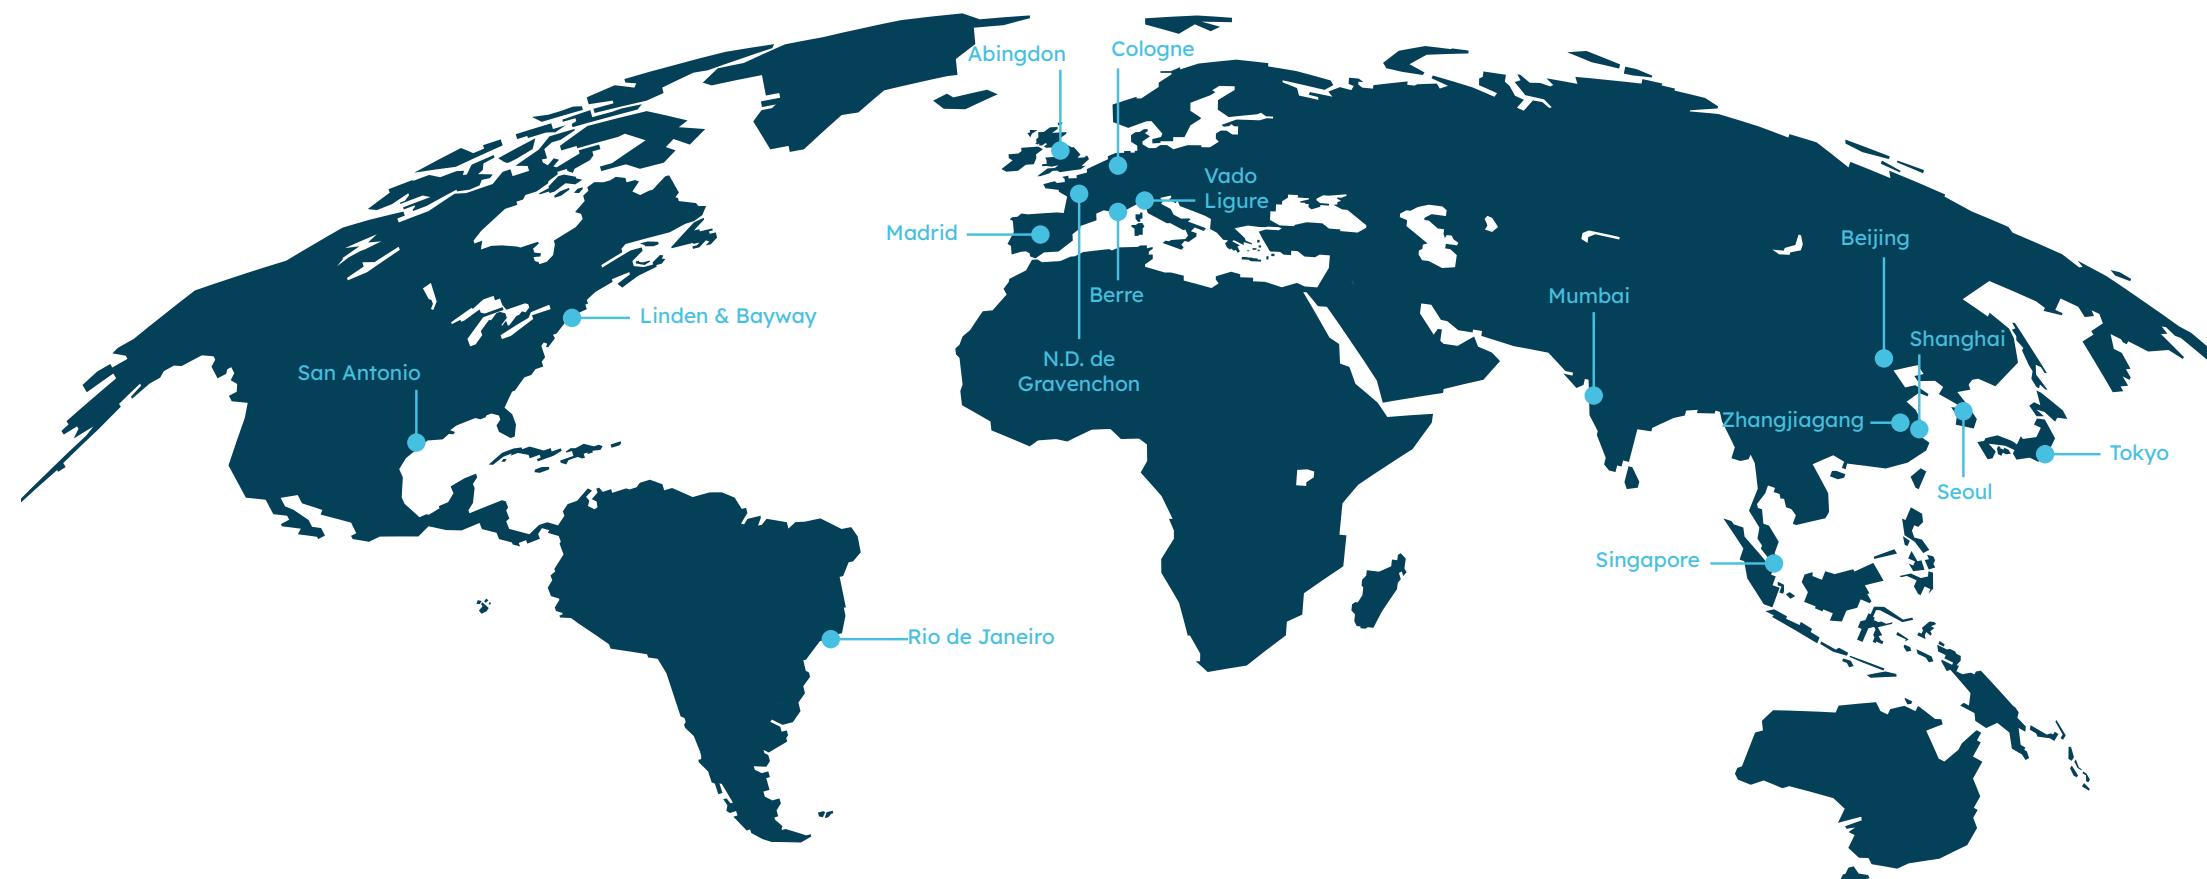 Abingdon
Cologne
Vado
Ligure
Madrid
Beijing
Berre
Mumbai
Linden & Bayway
Shanghai
N.D. de
Gravenchon
San Antonio
Zhangjiagang
Tokyo
Seoul
Singapore
Rio de Janeiro